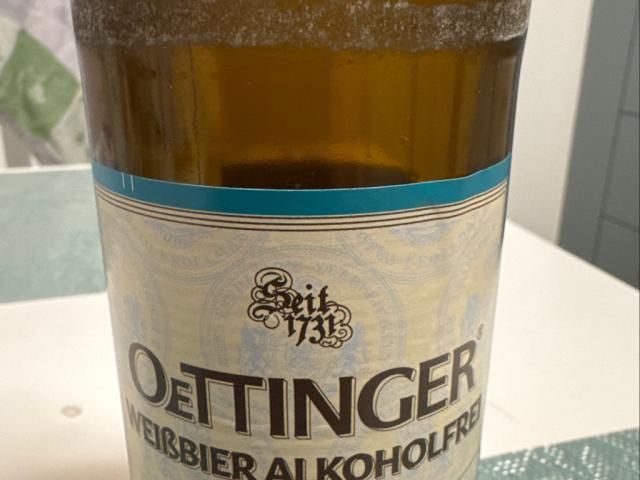 Seit
1731
OETTINGER®
WEIßBIER ALKOHOLFREI